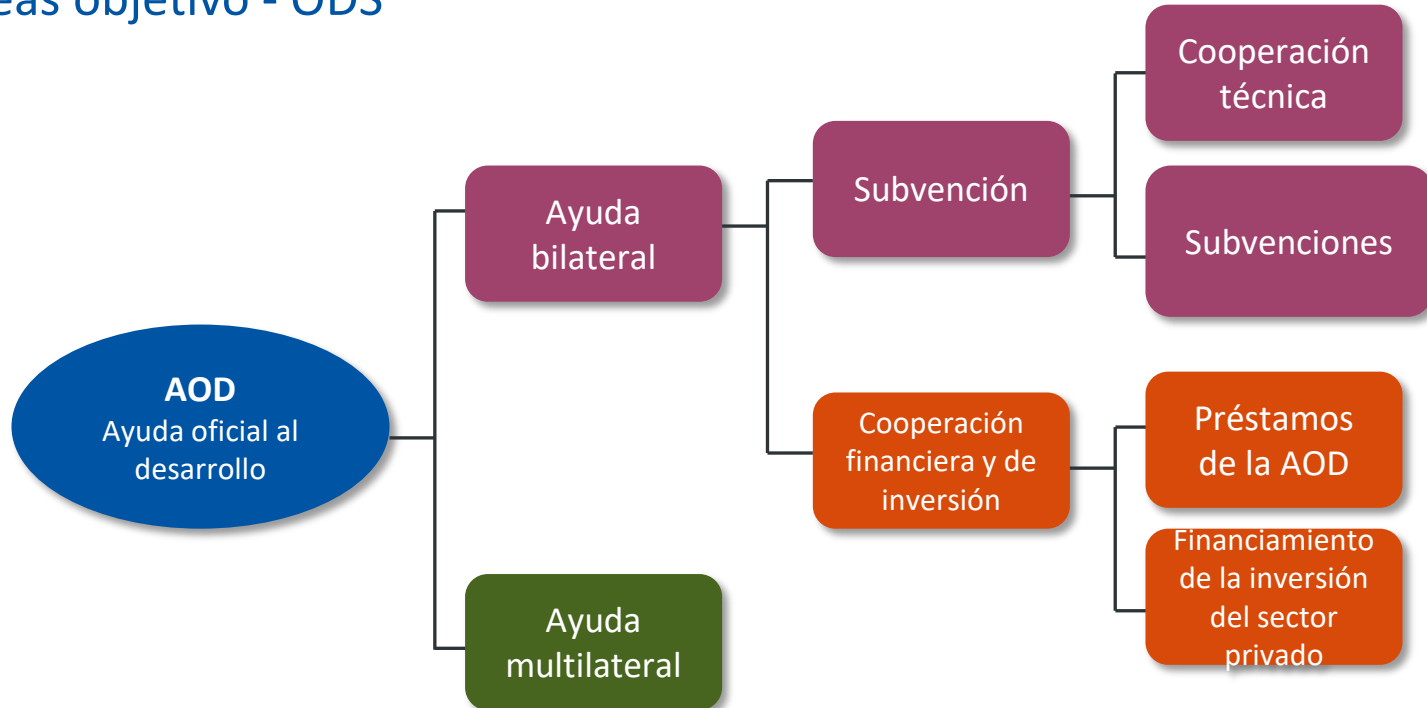 eas objetivo - ODS
Cooperación
técnica
Subvención
Ayuda
bilateral
Subvenciones
AOD
Ayuda oficial al
desarrollo
Cooperación
financiera y de
inversión
Préstamos
de la AOD
Financiamiento
de la inversión
del sector
privado
Ayuda
multilateral